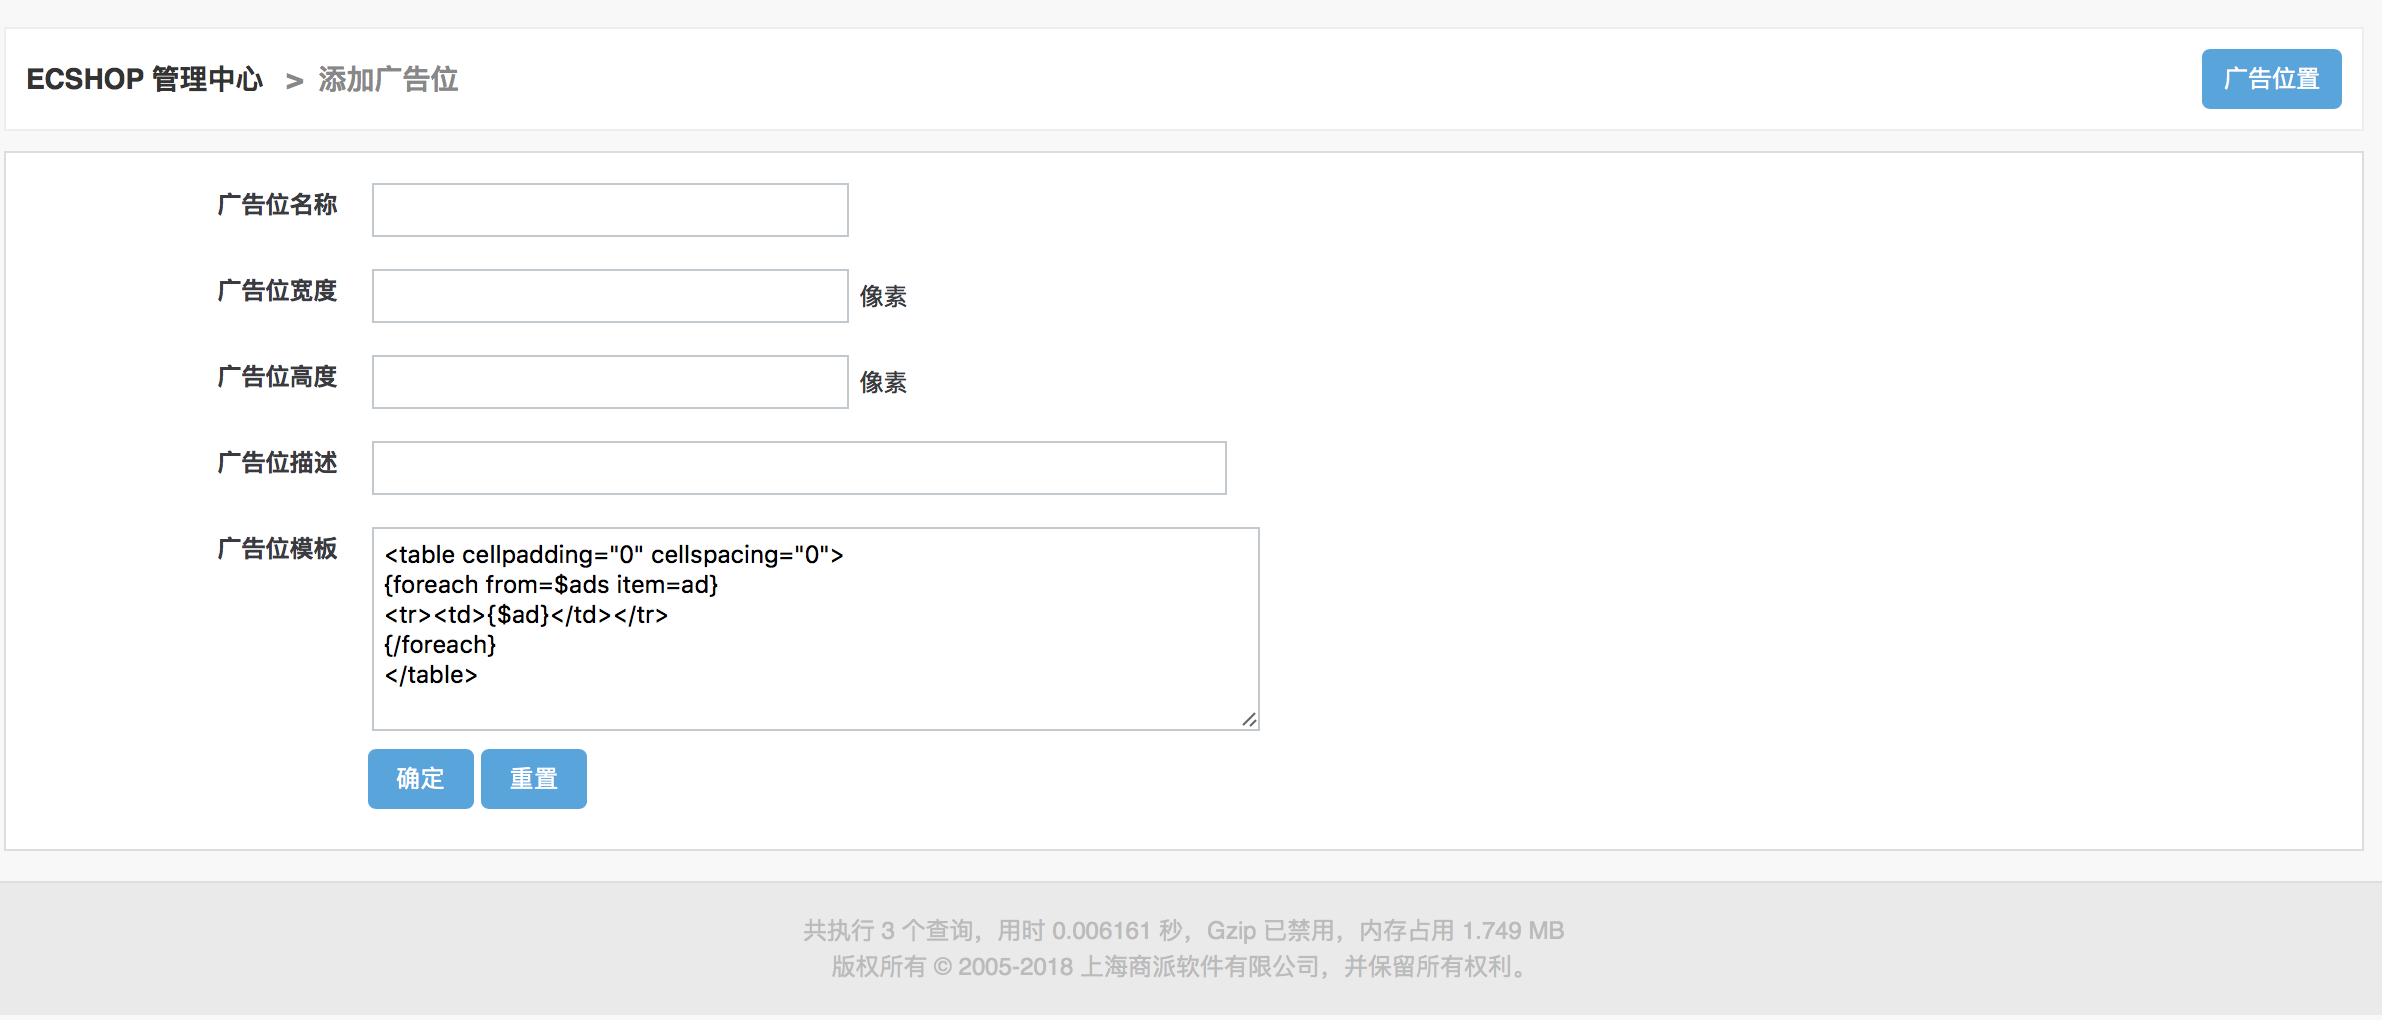 ECSHOP 管理中心 > 添加广告位
广告位置
广告位名称
广告位宽度 像素
广告位高度 像素
广告位描述
广告位模板
<table cellpadding="0" cellspacing="0">
{foreach from=$ads item=ad}
<tr><td>{$ad}</td></tr>
{/foreach}
</table>
确定 重置
共执行 3 个查询，用时 0.006161 秒，Gzip 已禁用，内存占用 1.749 MB
版权所有 © 2005-2018 上海商派软件有限公司，并保留所有权利。